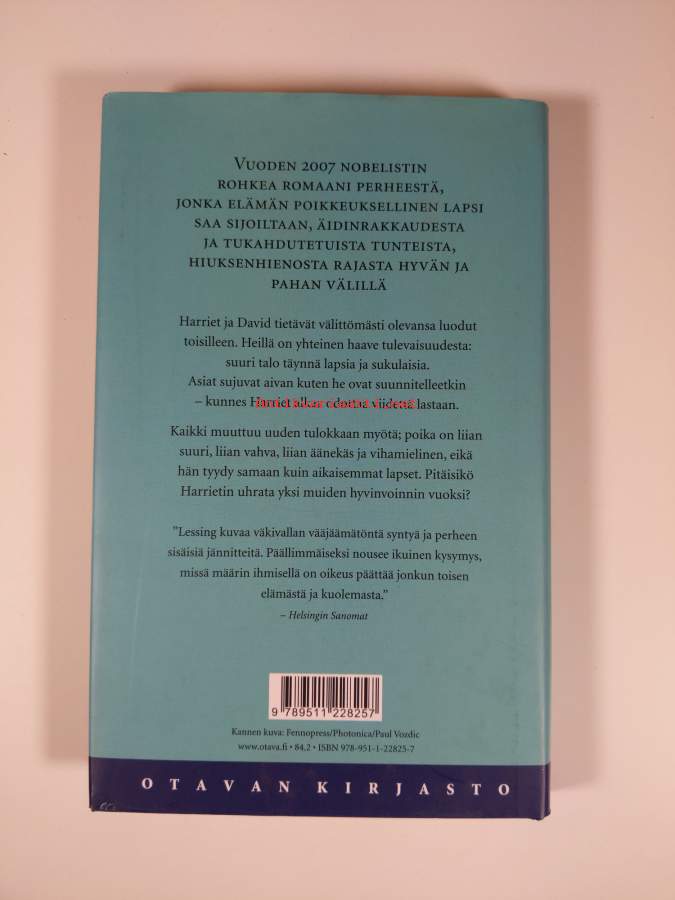 VUODEN 2007 NOBELISTIN
ROHKEA ROMAANI PERHEESTÄ,
JONKA ELÄMÄN POIKKEUKSELLINEN LAPSI
SAA SIJOILTAAN, ÄIDINRAKKAUDESTA
JA TUKAHDUTETUISTA TUNTEISTA,
HIUKSENHIENOSTA RAJASTA HYVÄN JA
PAHAN VÄLILLÄ
Harriet ja David tietävät välittömästi olevansa luodut
toisilleen. Heillä on yhteinen haave tulevaisuudesta:
suuri talo täynnä lapsia ja sukulaisia.
Asiat sujuvat aivan kuten he ovat suunnitelleetkin
– kunnes Harriet alkaa odottaa viidettä lastaan.
Kaikki muuttuu uuden tulokkaan myötä; poika on liian
suuri, liian vahva, liian äänekäs ja vihamielinen, eikä
hän tyydy samaan kuin aikaisemmat lapset. Pitäisikö
Harrietin uhrata yksi muiden hyvinvoinnin vuoksi?
”Lessing kuvaa väkivallan vääjäämätöntä syntyä ja perheen
sisäisiä jännitteitä. Päällimmäiseksi nousee ikuinen kysymys,
missä määrin ihmisellä on oikeus päättää jonkun toisen
elämästä ja kuolemasta.”
– Helsingin Sanomat
9 789511 228257
Kannen kuva: Fennopress/Photonica/Paul Vozdic
www.otava.fi • 84.2 • ISBN 978-951-1-22825-7
OTAVAN KIRJASTO